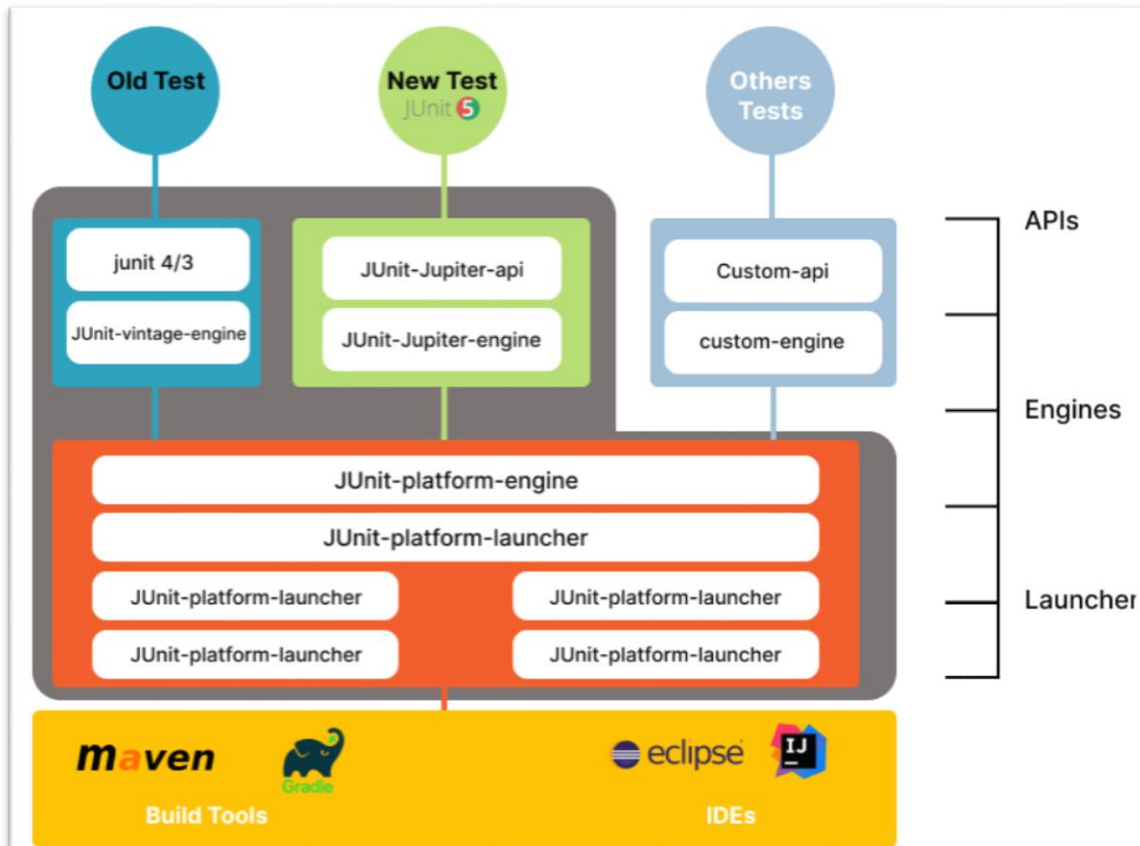 Old Test
New Test
JUnit 5
Others
Tests
APIs
junit 4/3
JUnit-Jupiter-api
Custom-api
JUnit-vintage-engine
JUnit-Jupiter-engine
custom-engine
Engines
JUnit-platform-engine
JUnit-platform-launcher
JUnit-platform-launcher
JUnit-platform-launcher
Launcher
JUnit-platform-launcher
JUnit-platform-launcher
maven
Gradle
eclipse
IJ
Build Tools
IDEs